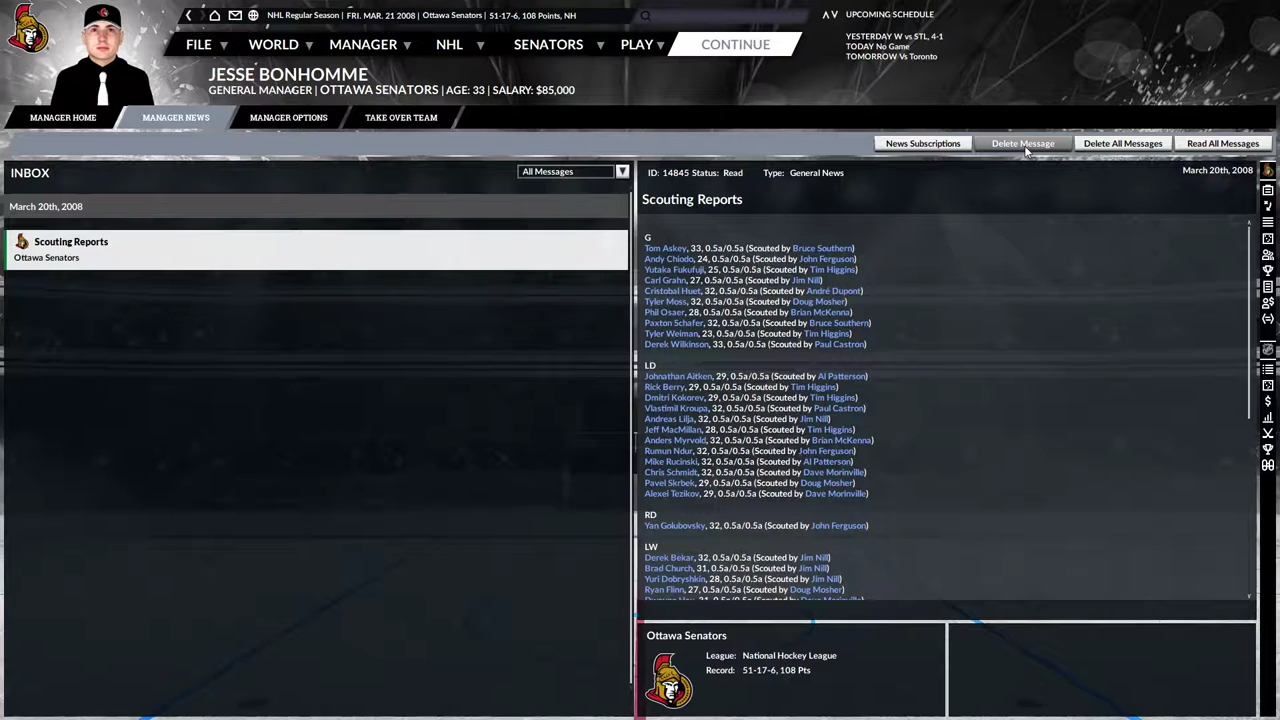 NHL Regular Season | FRI. MAR. 21 2008 | Ottawa Senators | 51-17-6, 108 Points, NH
UPCOMING SCHEDULE
YESTERDAY W vs STL, 4-1
TODAY No Game
TOMORROW Vs Toronto
FILE WORLD MANAGER NHL SENATORS PLAY CONTINUE
JESSE BONHOMME
GENERAL MANAGER | OTTAWA SENATORS | AGE: 33 | SALARY: $85,000
MANAGER HOME MANAGER NEWS MANAGER OPTIONS TAKE OVER TEAM
News Subscriptions Delete Message Delete All Messages Read All Messages
INBOX
All Messages
March 20th, 2008
Scouting Reports
Ottawa Senators
ID: 14845 Status: Read Type: General News
March 20th, 2008
Scouting Reports
G
Tom Askey, 33, 0.5a/0.5a (Scouted by Bruce Southern)
Andy Chiodo, 24, 0.5a/0.5a (Scouted by John Ferguson)
Yutaka Fukufuji, 25, 0.5a/0.5a (Scouted by Tim Higgins)
Carl Grahn, 27, 0.5a/0.5a (Scouted by Jim Nill)
Cristobal Huet, 32, 0.5a/0.5a (Scouted by André Dupont)
Tyler Moss, 32, 0.5a/0.5a (Scouted by Doug Mosher)
Phil Osaer, 28, 0.5a/0.5a (Scouted by Brian McKenna)
Paxton Schafer, 32, 0.5a/0.5a (Scouted by Bruce Southern)
Tyler Weiman, 23, 0.5a/0.5a (Scouted by Tim Higgins)
Derek Wilkinson, 33, 0.5a/0.5a (Scouted by Paul Castron)
LD
Johnathan Aitken, 29, 0.5a/0.5a (Scouted by Al Patterson)
Rick Berry, 29, 0.5a/0.5a (Scouted by Tim Higgins)
Dmitri Kokorev, 29, 0.5a/0.5a (Scouted by Tim Higgins)
Vlastimil Kroupa, 32, 0.5a/0.5a (Scouted by Paul Castron)
Andreas Lilja, 32, 0.5a/0.5a (Scouted by Jim Nill)
Jeff MacMillan, 28, 0.5a/0.5a (Scouted by Tim Higgins)
Anders Myrvold, 32, 0.5a/0.5a (Scouted by Brian McKenna)
Rumun Ndur, 32, 0.5a/0.5a (Scouted by John Ferguson)
Mike Rucinski, 32, 0.5a/0.5a (Scouted by Al Patterson)
Chris Schmidt, 32, 0.5a/0.5a (Scouted by Dave Morinville)
Pavel Skrbek, 29, 0.5a/0.5a (Scouted by Doug Mosher)
Alexei Tezikov, 29, 0.5a/0.5a (Scouted by Dave Morinville)
RD
Yan Golubovsky, 32, 0.5a/0.5a (Scouted by John Ferguson)
LW
Derek Bekar, 32, 0.5a/0.5a (Scouted by Jim Nill)
Brad Church, 31, 0.5a/0.5a (Scouted by Jim Nill)
Yuri Dobryshkin, 28, 0.5a/0.5a (Scouted by Jim Nill)
Ryan Flinn, 27, 0.5a/0.5a (Scouted by Doug Mosher)
Ottawa Senators
League: National Hockey League
Record: 51-17-6, 108 Pts